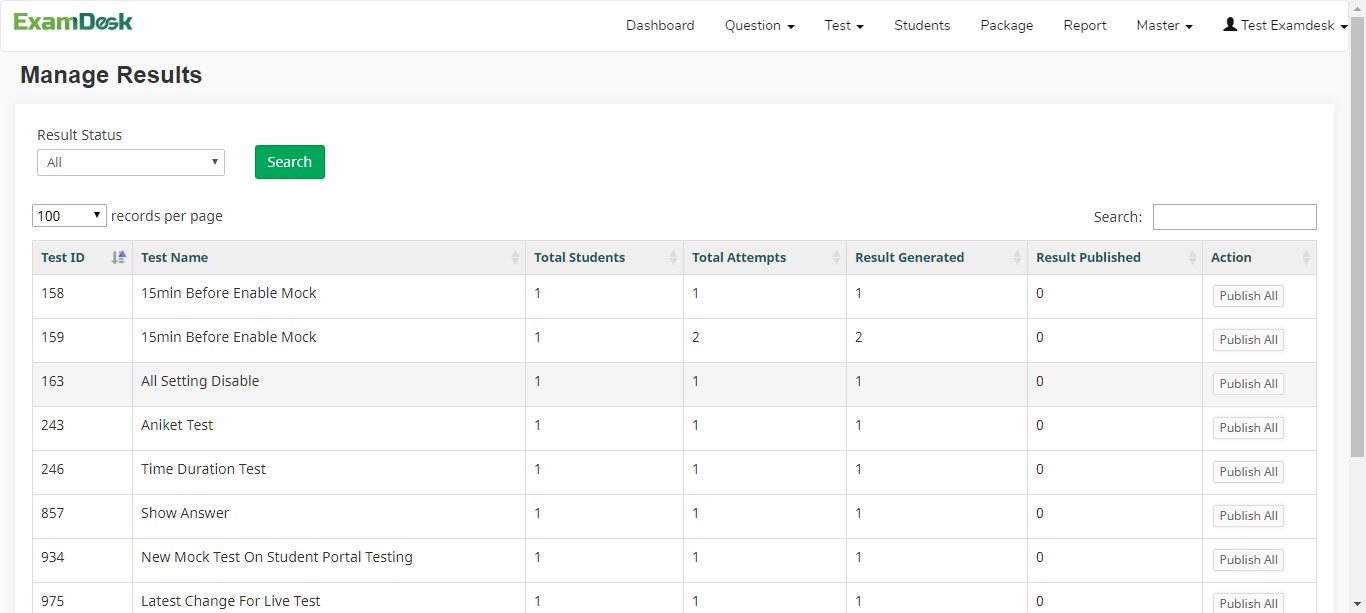 ExamDesk Dashboard Question Test Students Package Report Master Test Examdesk
Manage Results
Result Status
All Search
100 records per page Search:
Test ID Test Name Total Students Total Attempts Result Generated Result Published Action
158 15min Before Enable Mock 1 1 1 0 Publish All
159 15min Before Enable Mock 1 2 2 0 Publish All
163 All Setting Disable 1 1 1 0 Publish All
243 Aniket Test 1 1 1 0 Publish All
246 Time Duration Test 1 1 1 0 Publish All
857 Show Answer 1 1 1 0 Publish All
934 New Mock Test On Student Portal Testing 1 1 1 0 Publish All
975 Latest Change For Live Test 1 1 1 0 Publish All